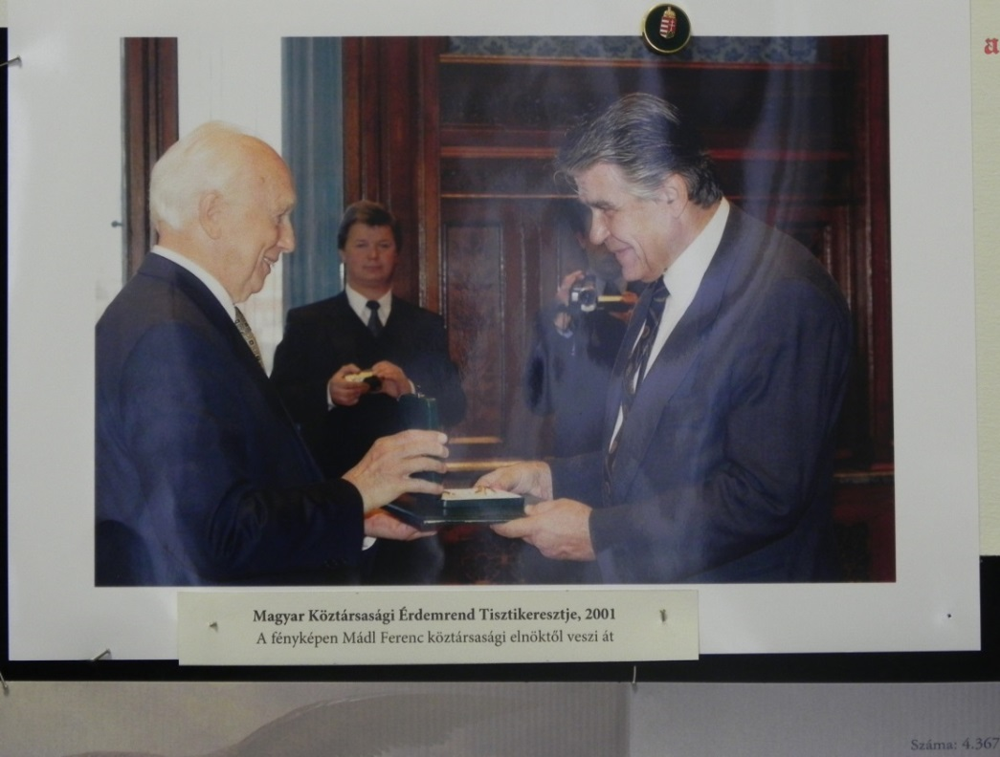 a
Magyar Köztársasági Érdemrend Tisztikeresztje, 2001
A fényképen Mádl Ferenc köztársasági elnöktől veszi át
Száma: 4.367